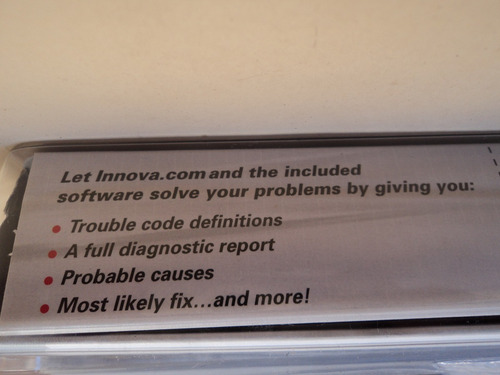 Let Innova.com and the included
software solve your problems by giving you:
• Trouble code definitions
• A full diagnostic report
• Probable causes
• Most likely fix...and more!